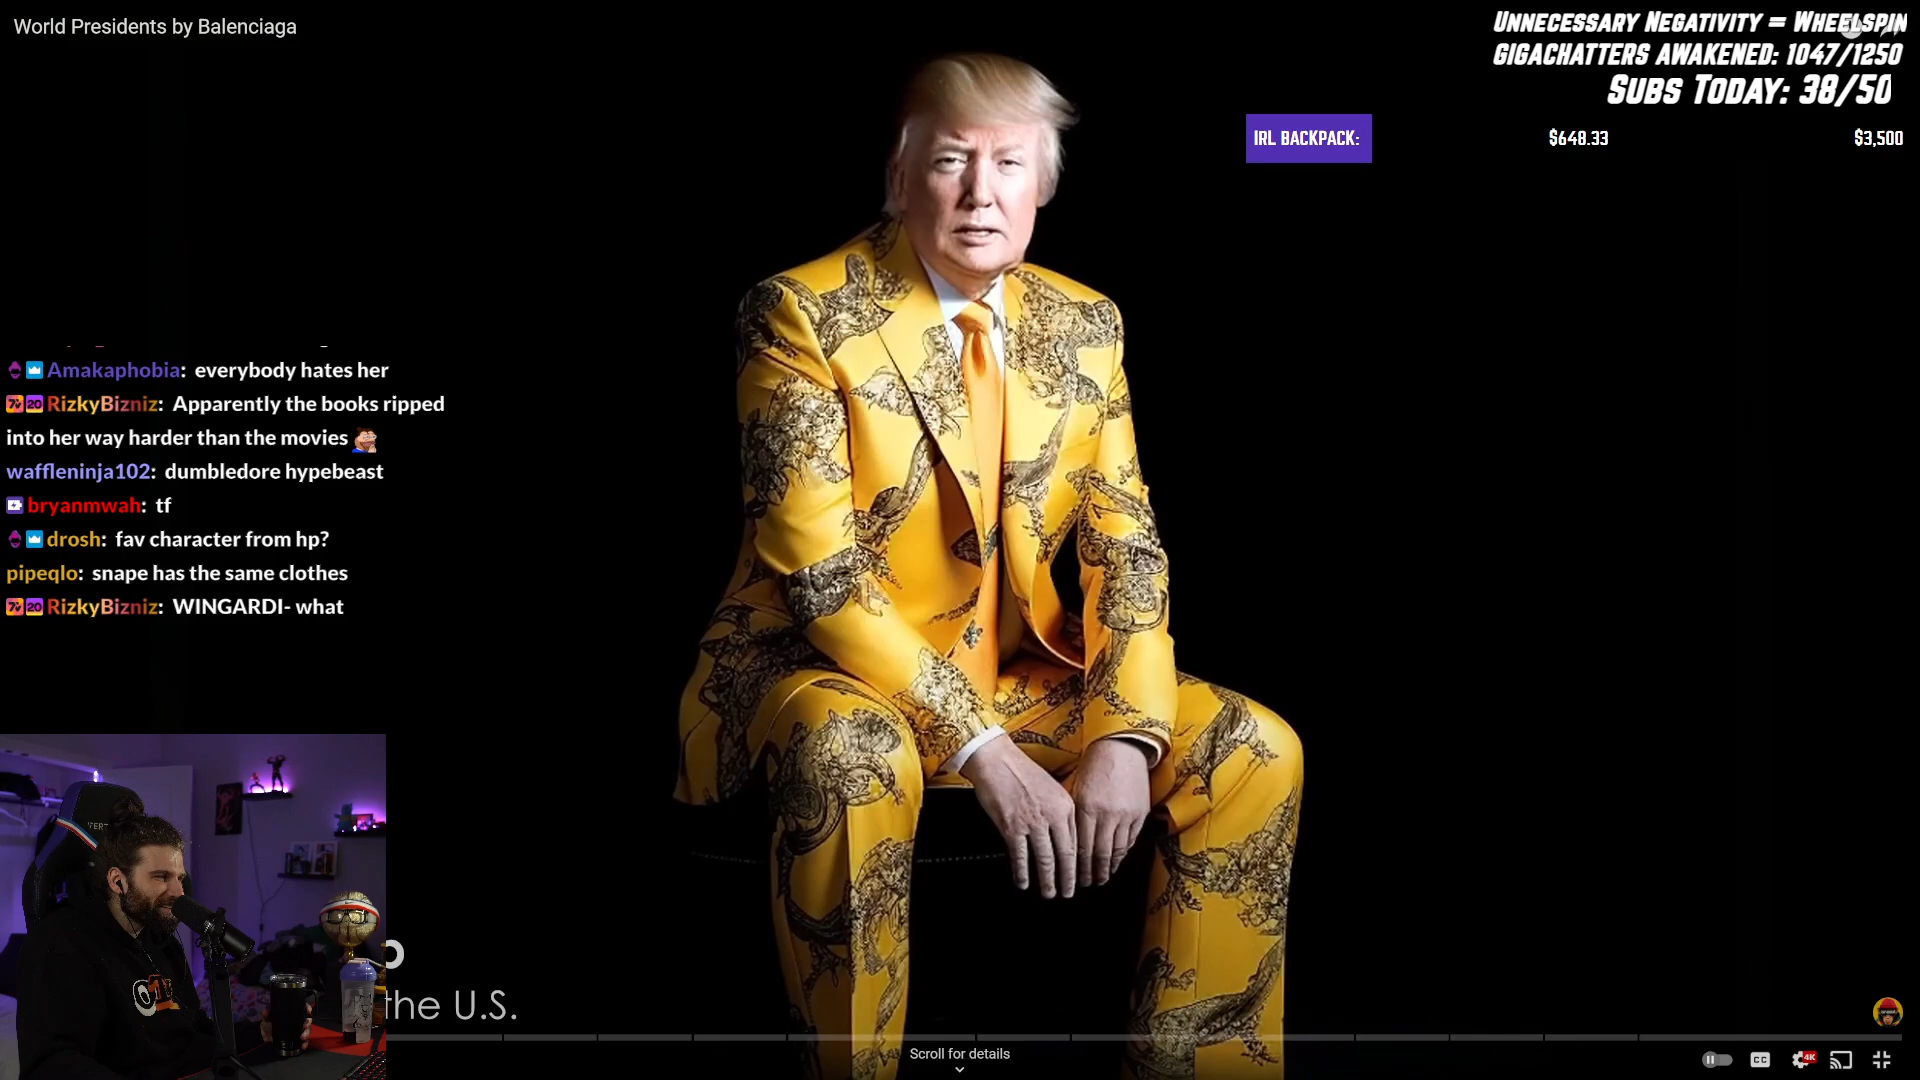 World Presidents by Balenciaga
UNNECESSARY NEGATIVITY = WHEELSPIN
GIGACHATTERS AWAKENED: 1047/1250
SUBS TODAY: 38/50
IRL BACKPACK: $648.33 $3,500
Amakaphobia: everybody hates her
RizkyBizniz: Apparently the books ripped
into her way harder than the movies
waffleninja102: dumbledore hypebeast
bryanmwah: tf
drosh: fav character from hp?
pipeqlo: snape has the same clothes
RizkyBizniz: WINGARDI- what
the U.S.
Scroll for details
CC
4K